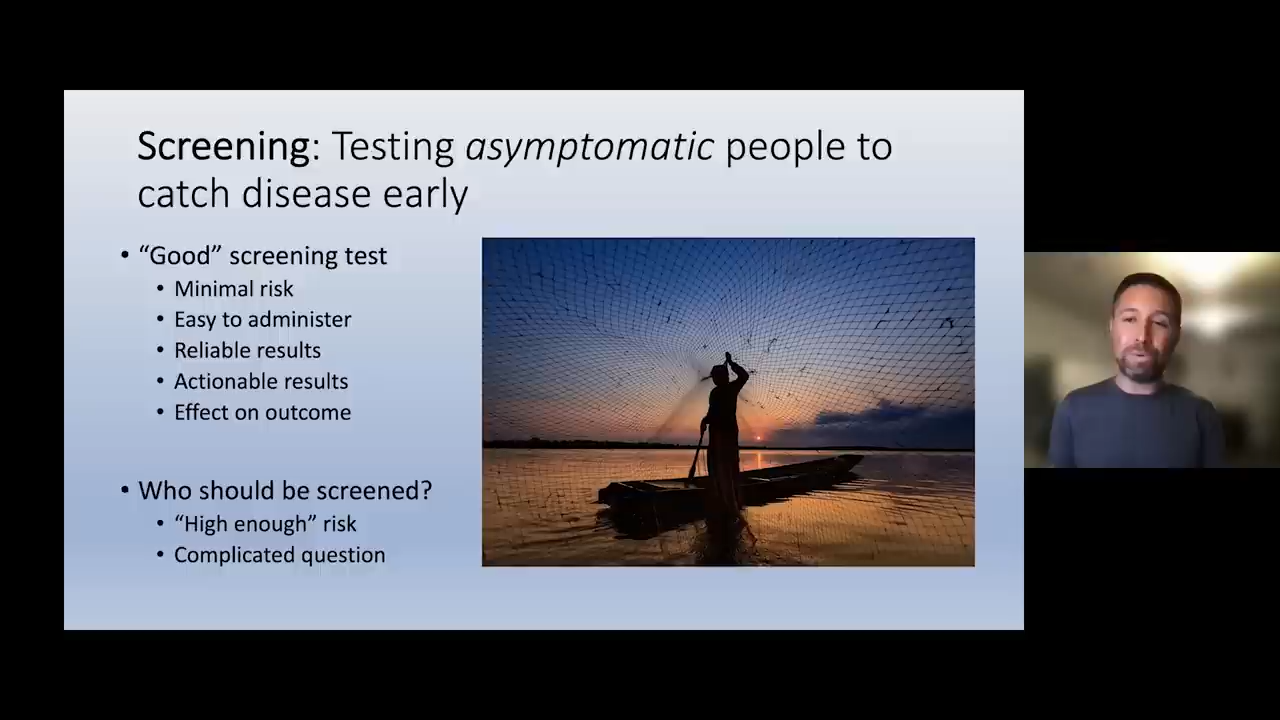 Screening: Testing asymptomatic people to
catch disease early
• “Good” screening test
• Minimal risk
• Easy to administer
• Reliable results
• Actionable results
• Effect on outcome
• Who should be screened?
• “High enough” risk
• Complicated question